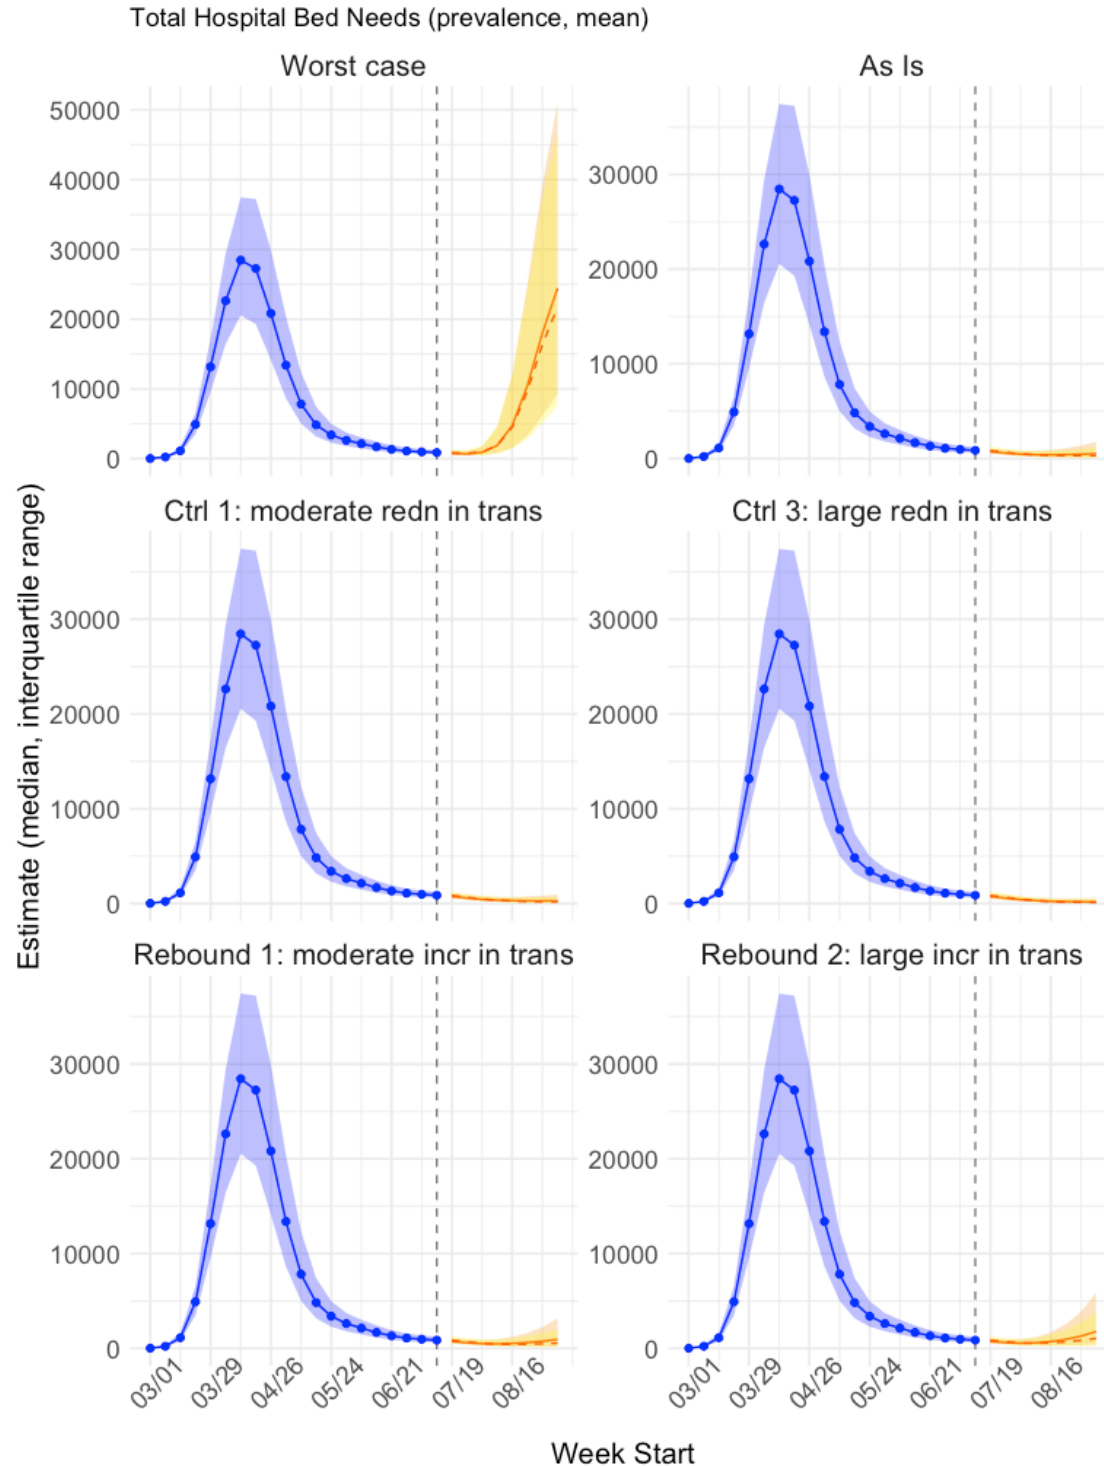 Total Hospital Bed Needs (prevalence, mean)
Worst case
As Is
50000
40000
30000
20000
10000
0
30000
20000
10000
0
Estimate (median, interquartile range)
Ctrl 1: moderate redn in trans
Ctrl 3: large redn in trans
30000
20000
10000
0
30000
20000
10000
0
Rebound 1: moderate incr in trans
Rebound 2: large incr in trans
30000
20000
10000
0
30000
20000
10000
0
03/01 03/29 04/26 05/24 06/21 07/19 08/16
03/01 03/29 04/26 05/24 06/21 07/19 08/16
Week Start